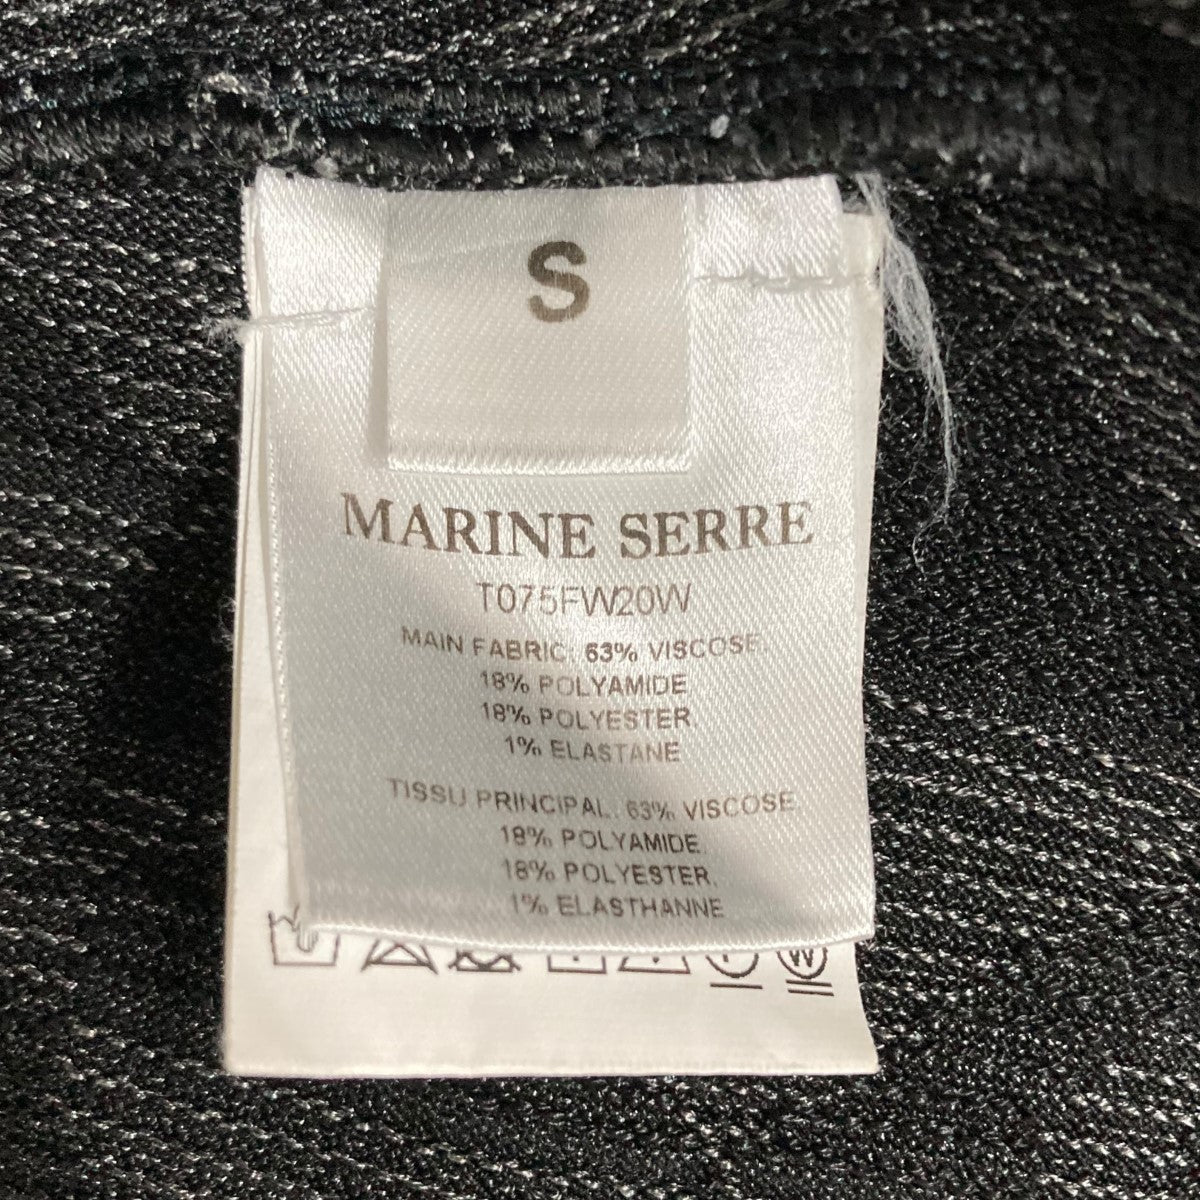 S
MARINE SERRE
T075FW20W
MAIN FABRIC. 63% VISCOSE.
18% POLYAMIDE
18% POLYESTER.
1% ELASTANE
TISSU PRINCIPAL. 63% VISCOSE.
18% POLYAMIDE.
18% POLYESTER.
1% ELASTHANNE
W